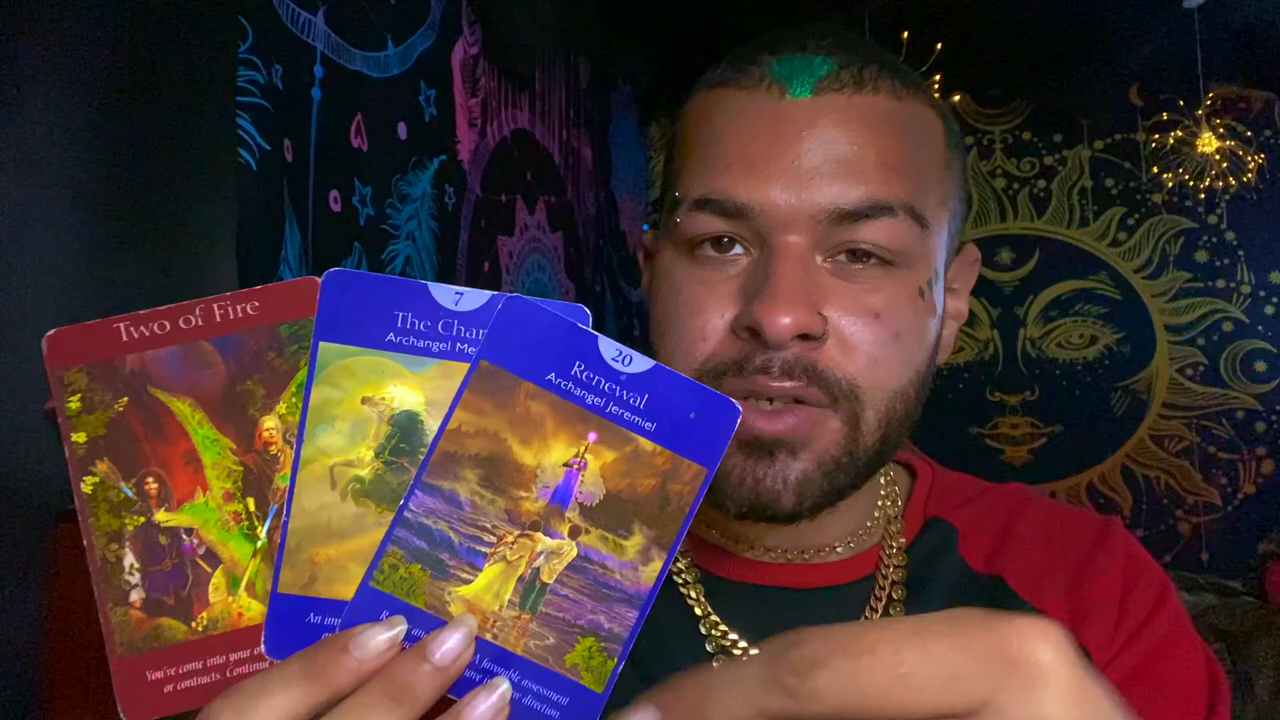 Two of Fire
You've come into your
or contracts. Continue
7
The Char
Archangel Me
An
20
Renewal
Archangel Jeremiel
A favorable assessment
direction